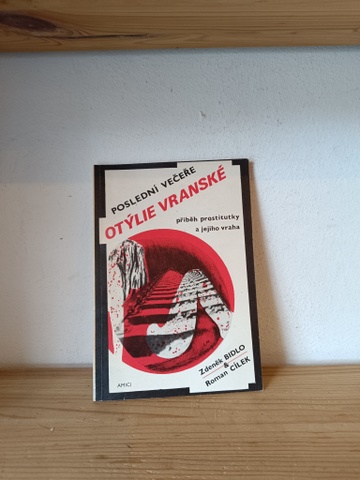 POSLEDNÍ VEČEŘE
OTÝLIE VRANSKÉ
příběh prostitutky
a jejího vraha
Zdeněk BIDLO
&
Roman CÍLEK
AMICI